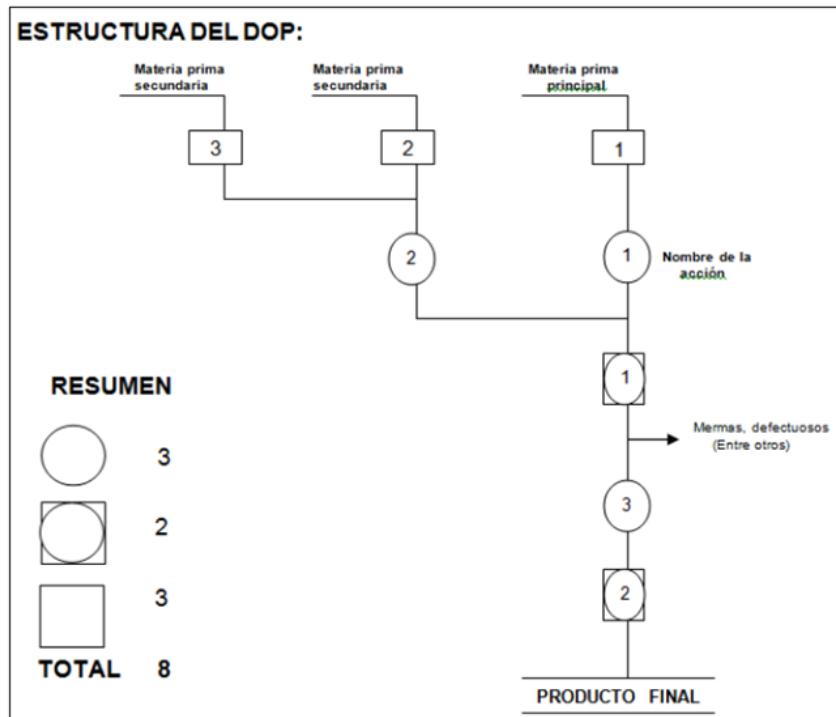 ESTRUCTURA DEL DOP:
Materia prima
secundaria
Materia prima
secundaria
Materia prima
principal
3
2
1
2
1
Nombre de la
acción
1
RESUMEN
Mermas, defectuosos
(Entre otros)
3
3
2
3
2
TOTAL 8
PRODUCTO FINAL